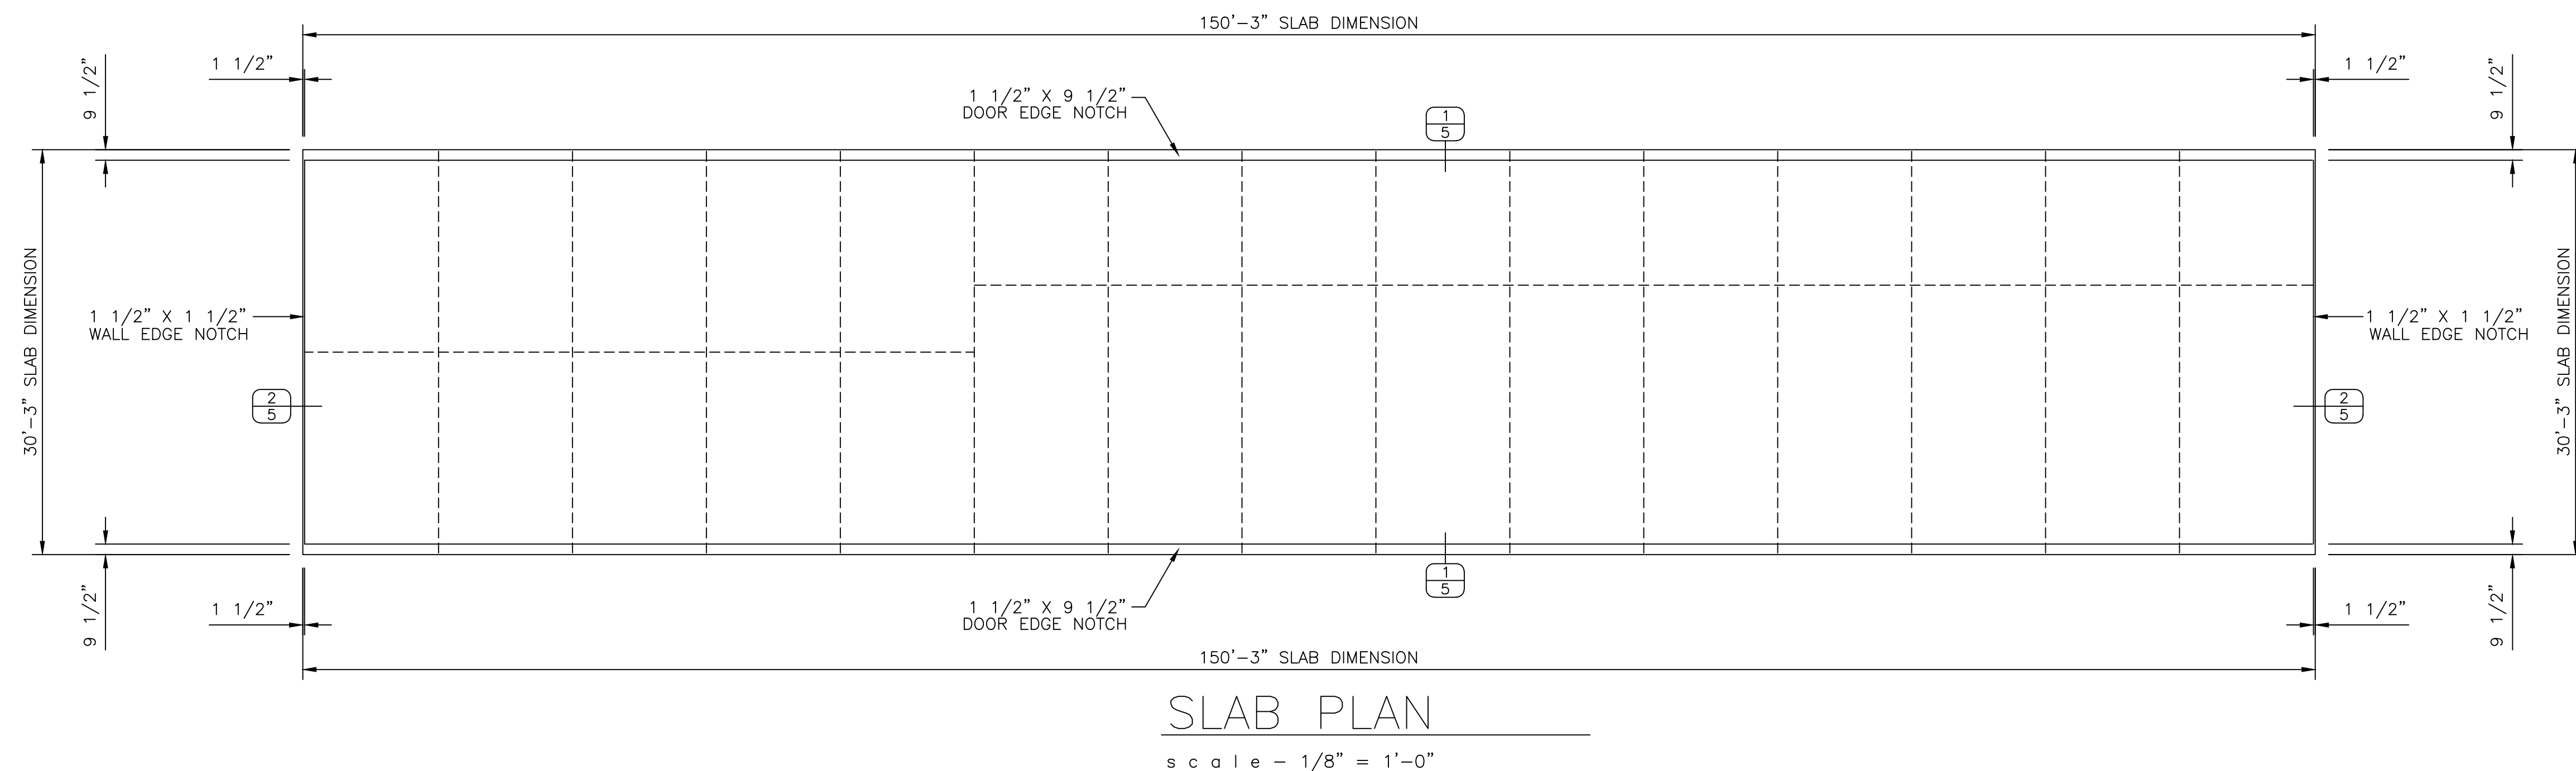 150'-3" SLAB DIMENSION
1 1/2"
1 1/2"
9 1/2"
9 1/2"
1 1/2" X 9 1/2"
DOOR EDGE NOTCH
1
5
30'-3" SLAB DIMENSION
30'-3" SLAB DIMENSION
1 1/2" X 1 1/2"
WALL EDGE NOTCH
1 1/2" X 1 1/2"
WALL EDGE NOTCH
2
5
2
5
1
5
1 1/2" X 9 1/2"
DOOR EDGE NOTCH
1 1/2"
1 1/2"
9 1/2"
9 1/2"
150'-3" SLAB DIMENSION
SLAB PLAN
scale- 1/8" = 1'-0"